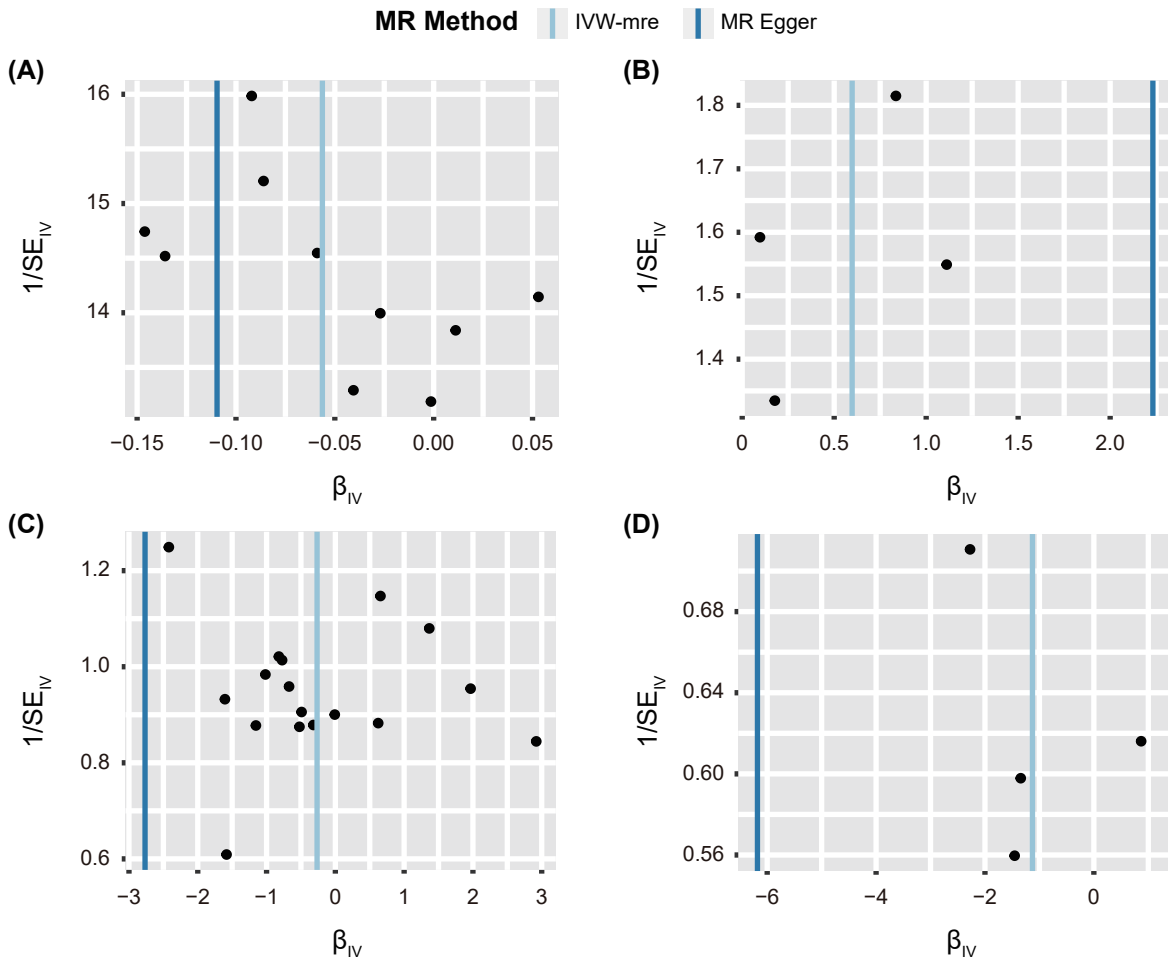 MR Method IVW-mre MR Egger
(A)
16
15
14
1/SE_IV
−0.15 −0.10 −0.05 0.00 0.05
β_IV
(B)
1.8
1.7
1.6
1.5
1.4
1/SE_IV
0 0.5 1.0 1.5 2.0
β_IV
(C)
1.2
1.0
0.8
0.6
1/SE_IV
−3 −2 −1 0 1 2 3
β_IV
(D)
0.68
0.64
0.60
0.56
1/SE_IV
−6 −4 −2 0
β_IV